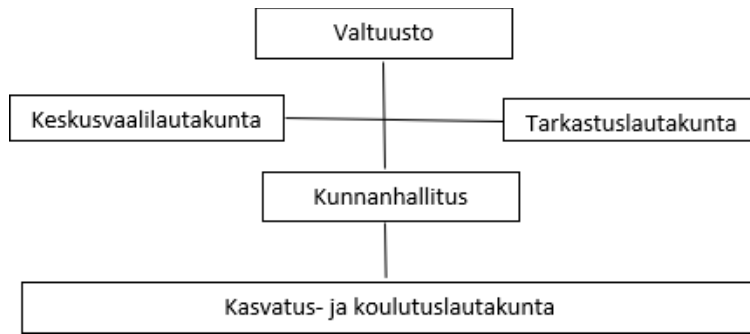 Valtuusto
Keskusvaalilautakunta
Tarkastuslautakunta
Kunnanhallitus
Kasvatus- ja koulutuslautakunta